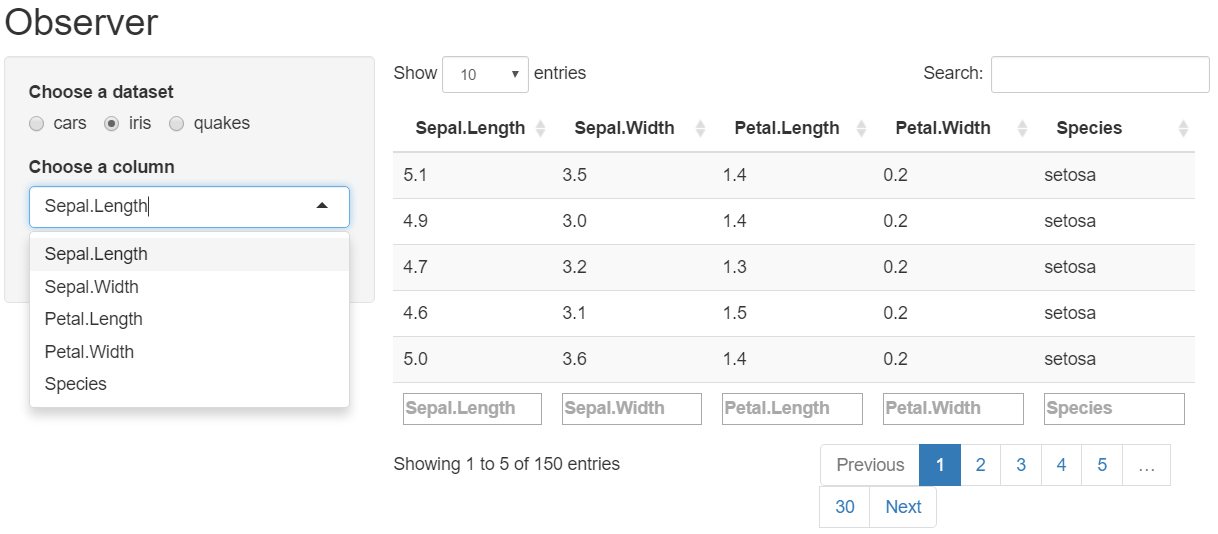 Observer
Choose a dataset
cars iris quakes
Choose a column
Sepal.Length
Sepal.Length
Sepal.Width
Petal.Length
Petal.Width
Species
Show 10 entries
Search:
Sepal.Length Sepal.Width Petal.Length Petal.Width Species
5.1 3.5 1.4 0.2 setosa
4.9 3.0 1.4 0.2 setosa
4.7 3.2 1.3 0.2 setosa
4.6 3.1 1.5 0.2 setosa
5.0 3.6 1.4 0.2 setosa
Sepal.Length Sepal.Width Petal.Length Petal.Width Species
Showing 1 to 5 of 150 entries
Previous 1 2 3 4 5 …
30 Next